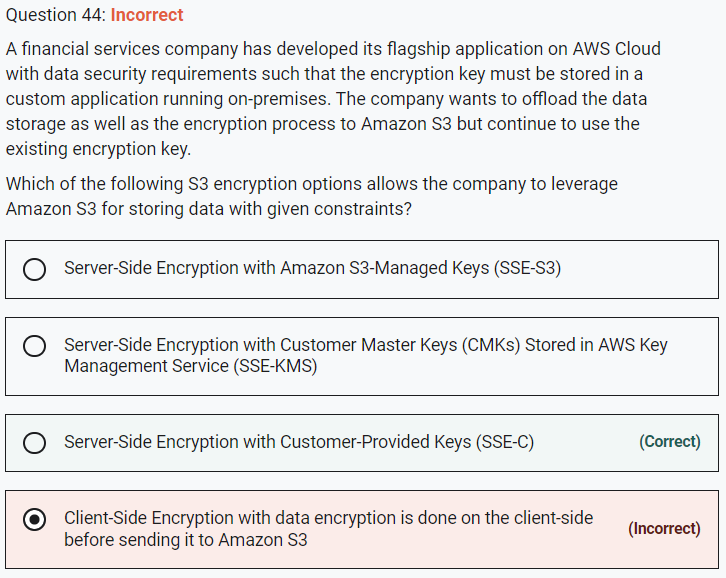 Question 44: Incorrect
A financial services company has developed its flagship application on AWS Cloud
with data security requirements such that the encryption key must be stored in a
custom application running on-premises. The company wants to offload the data
storage as well as the encryption process to Amazon S3 but continue to use the
existing encryption key.
Which of the following S3 encryption options allows the company to leverage
Amazon S3 for storing data with given constraints?
Server-Side Encryption with Amazon S3-Managed Keys (SSE-S3)
Server-Side Encryption with Customer Master Keys (CMKs) Stored in AWS Key
Management Service (SSE-KMS)
Server-Side Encryption with Customer-Provided Keys (SSE-C) (Correct)
Client-Side Encryption with data encryption is done on the client-side
before sending it to Amazon S3 (Incorrect)